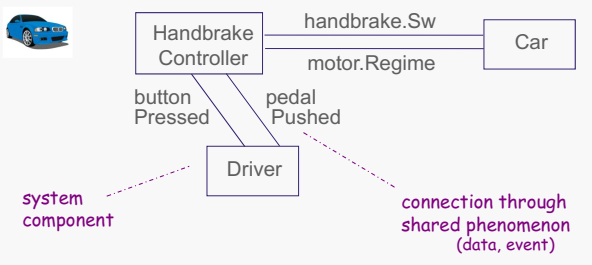 handbrake.Sw
Handbrake
Controller
Car
motor.Regime
button
Pressed
pedal
Pushed
Driver
system
component
connection through
shared phenomenon
(data, event)